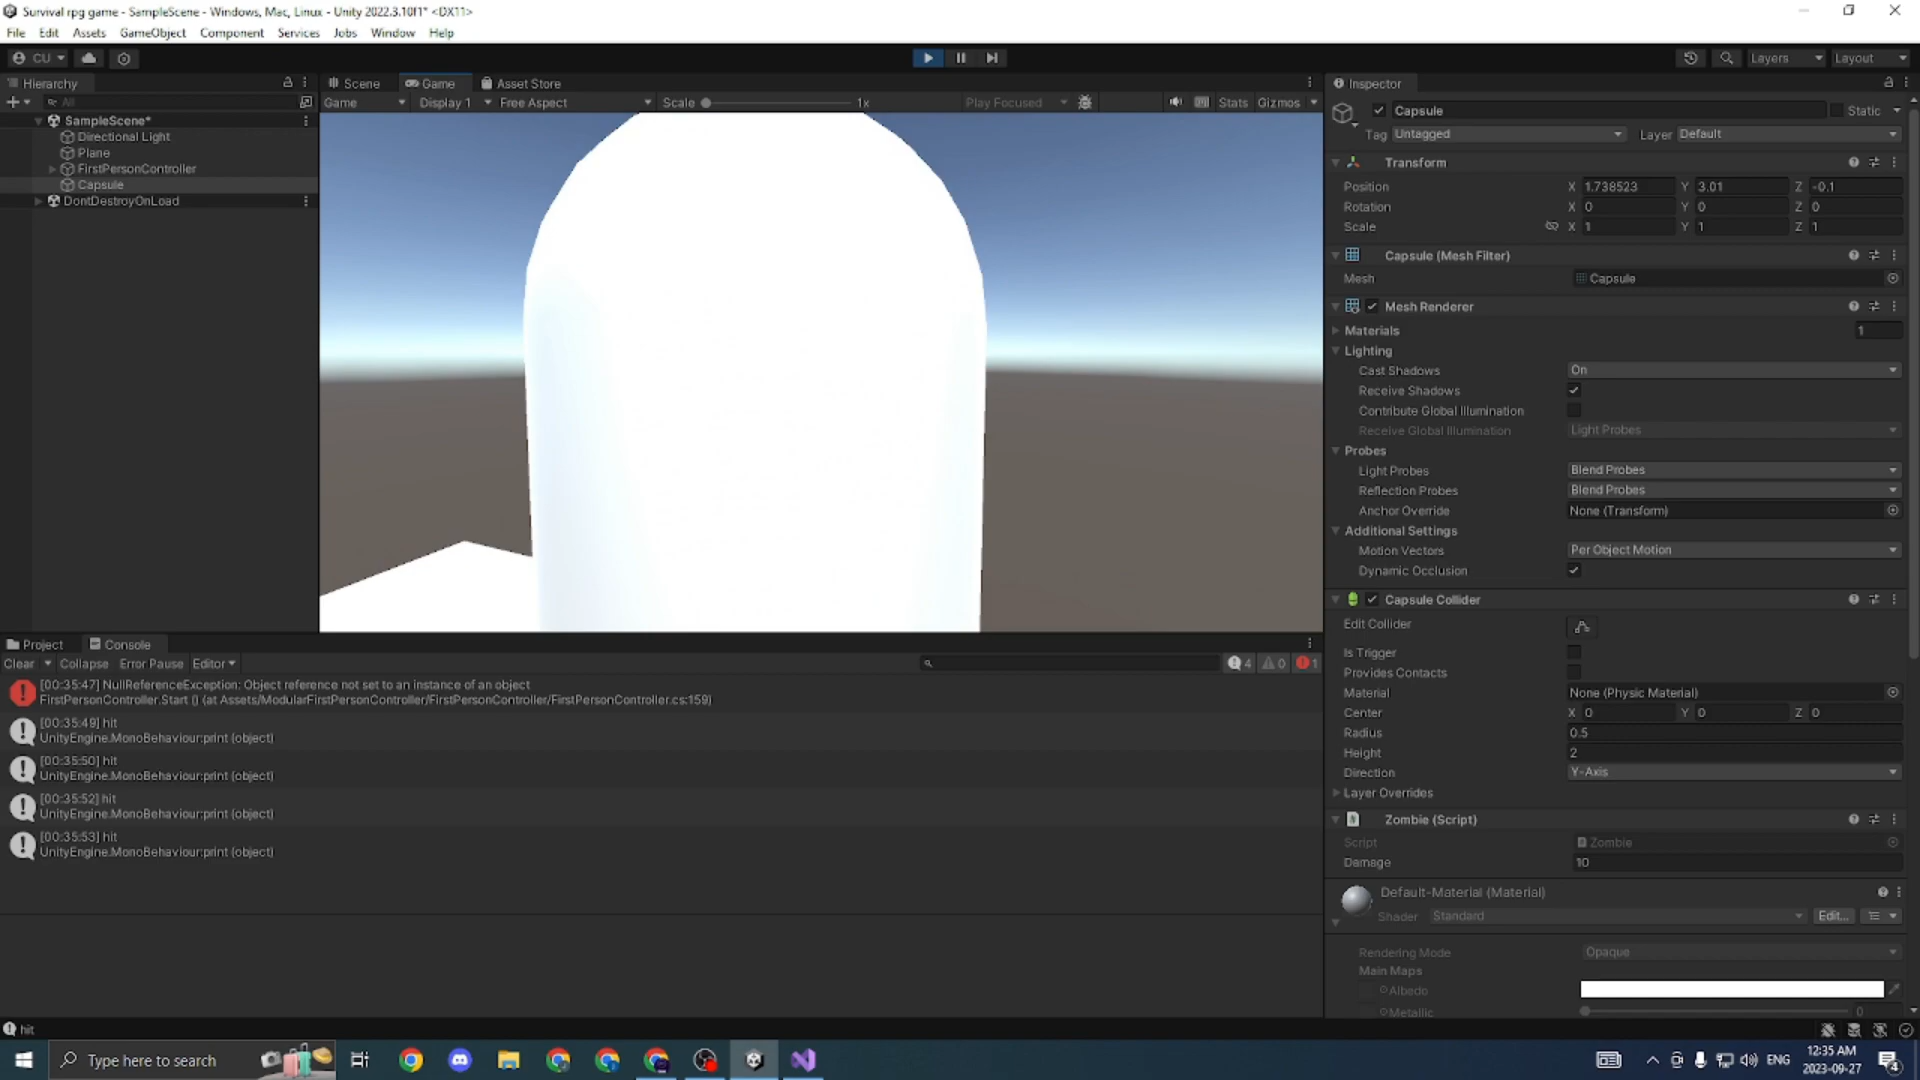 Survival rpg game - SampleScene - Windows, Mac, Linux - Unity 2022.3.10f1* <DX11>
File Edit Assets GameObject Component Services Jobs Window Help
CU Layers Layout
Hierarchy Scene Game Asset Store Inspector
All Game Display 1 Free Aspect Scale 1x Play Focused Stats Gizmos
SampleScene*
Directional Light
Plane
FirstPersonController
Capsule
DontDestroyOnLoad
Capsule Static
Tag Untagged Layer Default
Transform
Position X 1.738523 Y 3.01 Z -0.1
Rotation X 0 Y 0 Z 0
Scale X 1 Y 1 Z 1
Capsule (Mesh Filter)
Mesh Capsule
Mesh Renderer
Materials 1
Lighting
Cast Shadows On
Receive Shadows
Contribute Global Illumination
Receive Global Illumination Light Probes
Probes
Light Probes Blend Probes
Reflection Probes Blend Probes
Anchor Override None (Transform)
Additional Settings
Motion Vectors Per Object Motion
Dynamic Occlusion
Capsule Collider
Edit Collider
Is Trigger
Provides Contacts
Material None (Physic Material)
Center X 0 Y 0 Z 0
Radius 0.5
Height 2
Direction Y-Axis
Layer Overrides
Zombie (Script)
Script Zombie
Damage 10
Default-Material (Material)
Shader Standard Edit...
Rendering Mode Opaque
Main Maps
Albedo
Metallic 0
Project Console
Clear Collapse Error Pause Editor 4 0 1
[00:35:47] NullReferenceException: Object reference not set to an instance of an object
FirstPersonController.Start () (at Assets/ModularFirstPersonController/FirstPersonController/FirstPersonController.cs:159)
[00:35:49] hit
UnityEngine.MonoBehaviour:print (object)
[00:35:50] hit
UnityEngine.MonoBehaviour:print (object)
[00:35:52] hit
UnityEngine.MonoBehaviour:print (object)
[00:35:53] hit
UnityEngine.MonoBehaviour:print (object)
hit
Type here to search ENG 12:35 AM
2023-09-27 4